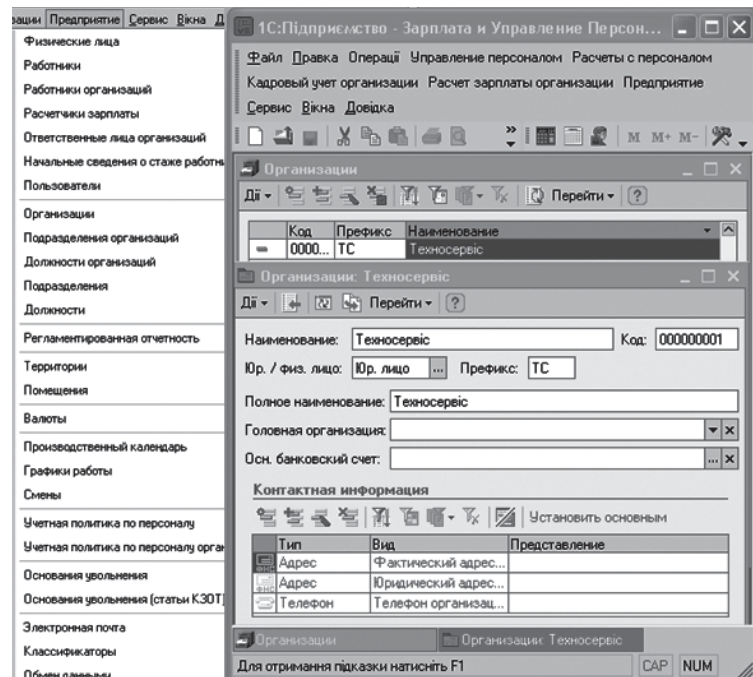 рации Предприятие Сервис Вікна Д
Физические лица
Работники
Работники организаций
Расчетчики зарплаты
Ответственные лица организаций
Начальные сведения о стаже работн
Пользователи
Организации
Подразделения организаций
Должности организаций
Подразделения
Должности
Регламентированная отчетность
Территории
Помещения
Валюты
Производственный календарь
Графики работы
Смены
Учетная политика по персоналу
Учетная политика по персоналу орган
Основания увольнения
Основания увольнения (статьи КЗОТ)
Электронная почта
Классификаторы
Обмен данными
1С:Підприємство - Зарплата и Управление Персон...
Файл Правка Операції Управление персоналом Расчеты с персоналом
Кадровый учет организации Расчет зарплаты организации Предприятие
Сервис Вікна Довідка
M M+ M-
Организации
Дії Перейти
Код Префикс Наименование
0000... ТС Техносервіс
Организации: Техносервіс
Дії Перейти
Наименование: Техносервіс Код: 000000001
Юр. / физ. лицо: Юр. лицо ... Префикс: ТС
Полное наименование: Техносервіс
Головная организация:
Осн. банковский счет: ...
Контактная информация
Установить основным
Тип Вид Представление
Адрес Фактический адрес...
Адрес Юридический адрес...
Телефон Телефон организац...
Организации Организации: Техносервіс
Для отримання підказки натисніть F1 CAP NUM